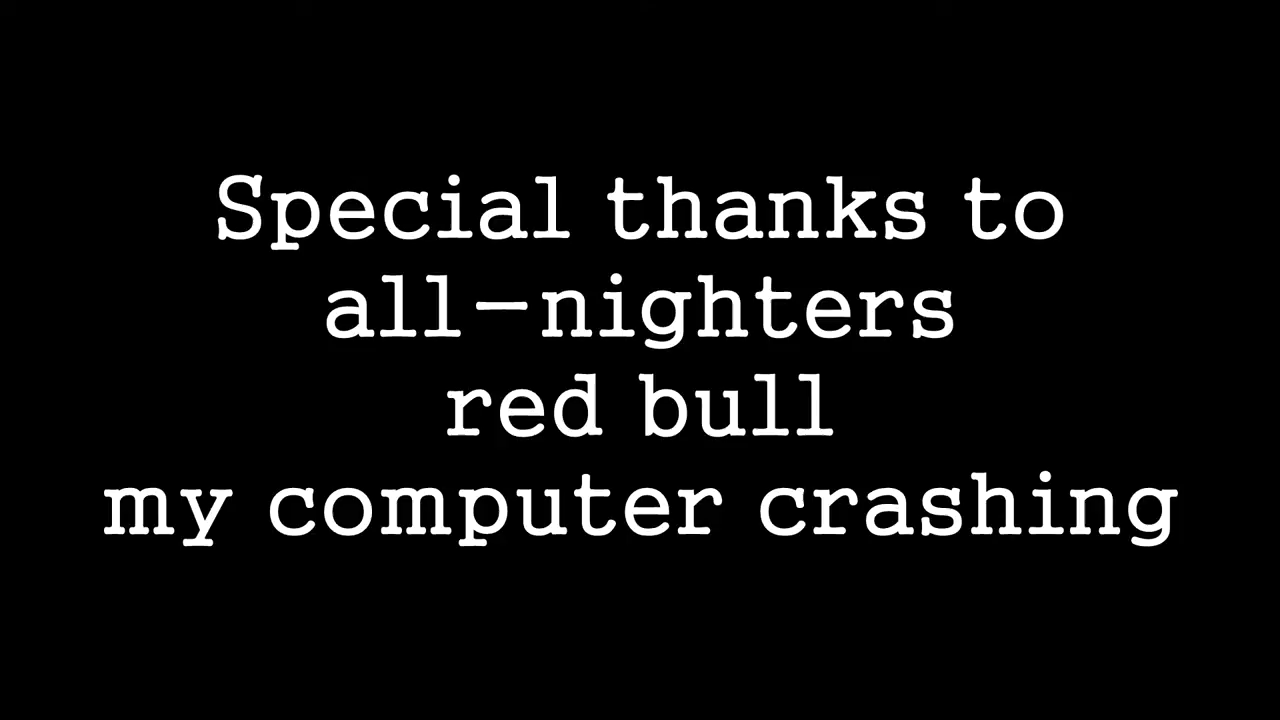 Special thanks to
all-nighters
red bull
my computer crashing